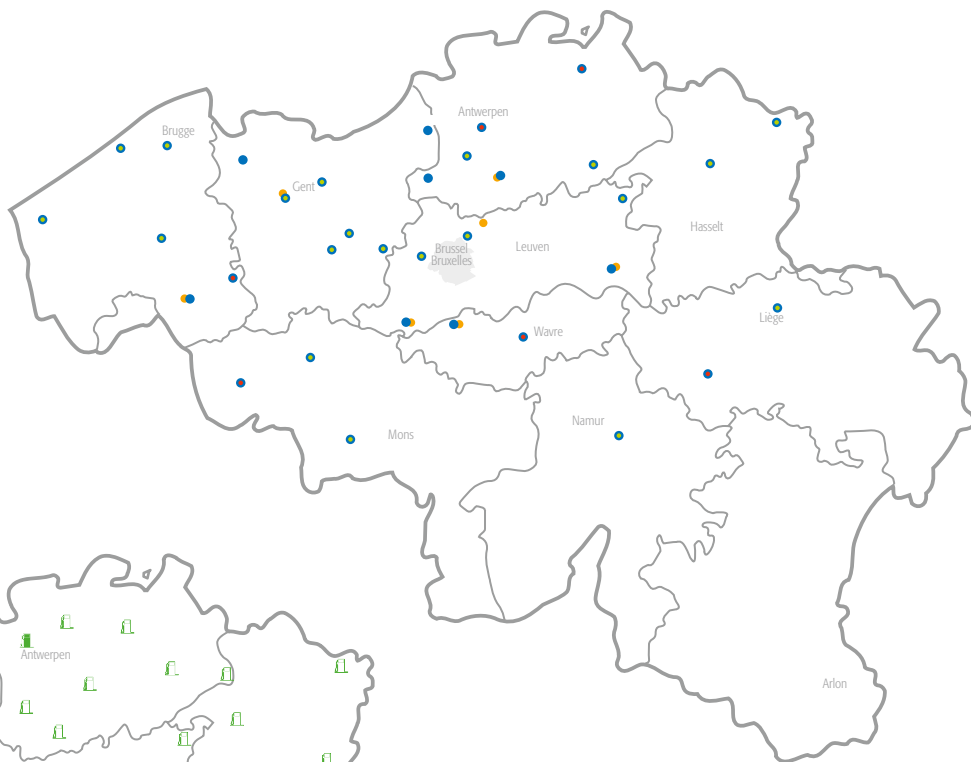 Antwerpen
Brugge
Gent
Hasselt
Leuven
Brussel
Bruxelles
Liège
Wavre
Namur
Mons
Antwerpen
Arlon